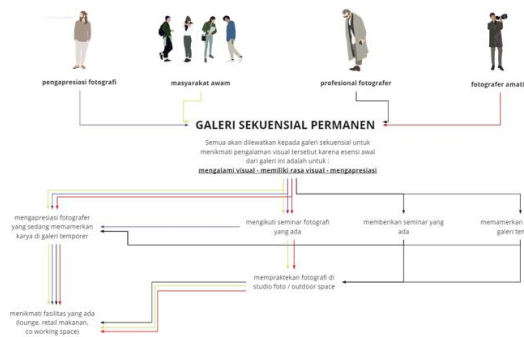 pengapresiasi fotografi
masyarakat awam
profesional fotografer
fotografer amati
GALERI SEKUENSIAL PERMANEN
Semua akan dilewatkan kepada galeri sekuensial untuk
menikmati pengalaman visual tersebut karena esensi awal
dari galeri ini adalah untuk :
mengalami visual - memiliki rasa visual - mengapresiasi
mengapresiasi fotografer
yang sedang memamerkan
karya di galeri temporer
mengikuti seminar fotografi
yang ada
memberikan seminar yang
ada
memamerkan
galeri ten
mempraktekan fotografi di
studio foto / outdoor space
menikmati fasilitas yang ada
(lounge, retail makanan,
co working space)